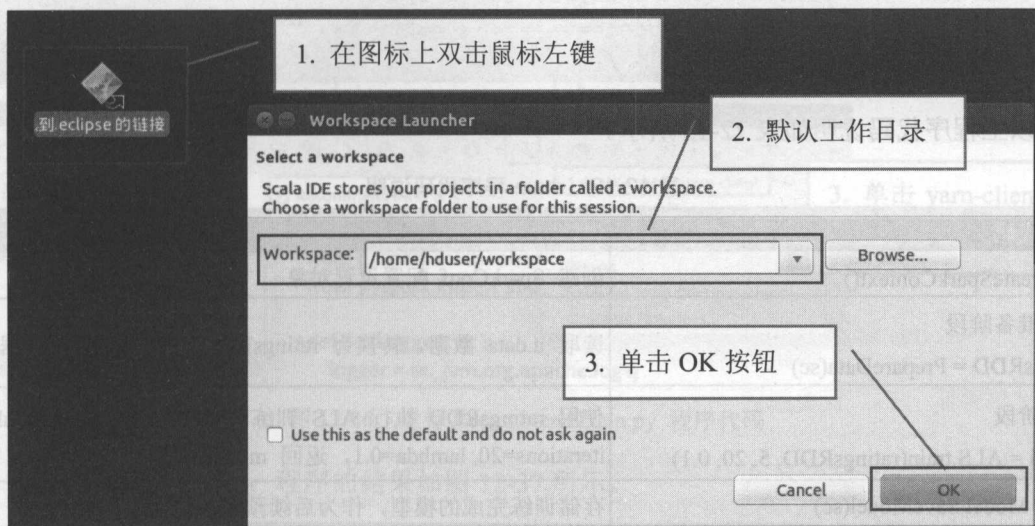 1. 在图标上双击鼠标左键
到 eclipse 的链接
Workspace Launcher
2. 默认工作目录
Select a workspace
Scala IDE stores your projects in a folder called a workspace.
Choose a workspace folder to use for this session.
Workspace: /home/hduser/workspace
Browse...
3. 单击 OK 按钮
Use this as the default and do not ask again
Cancel
OK